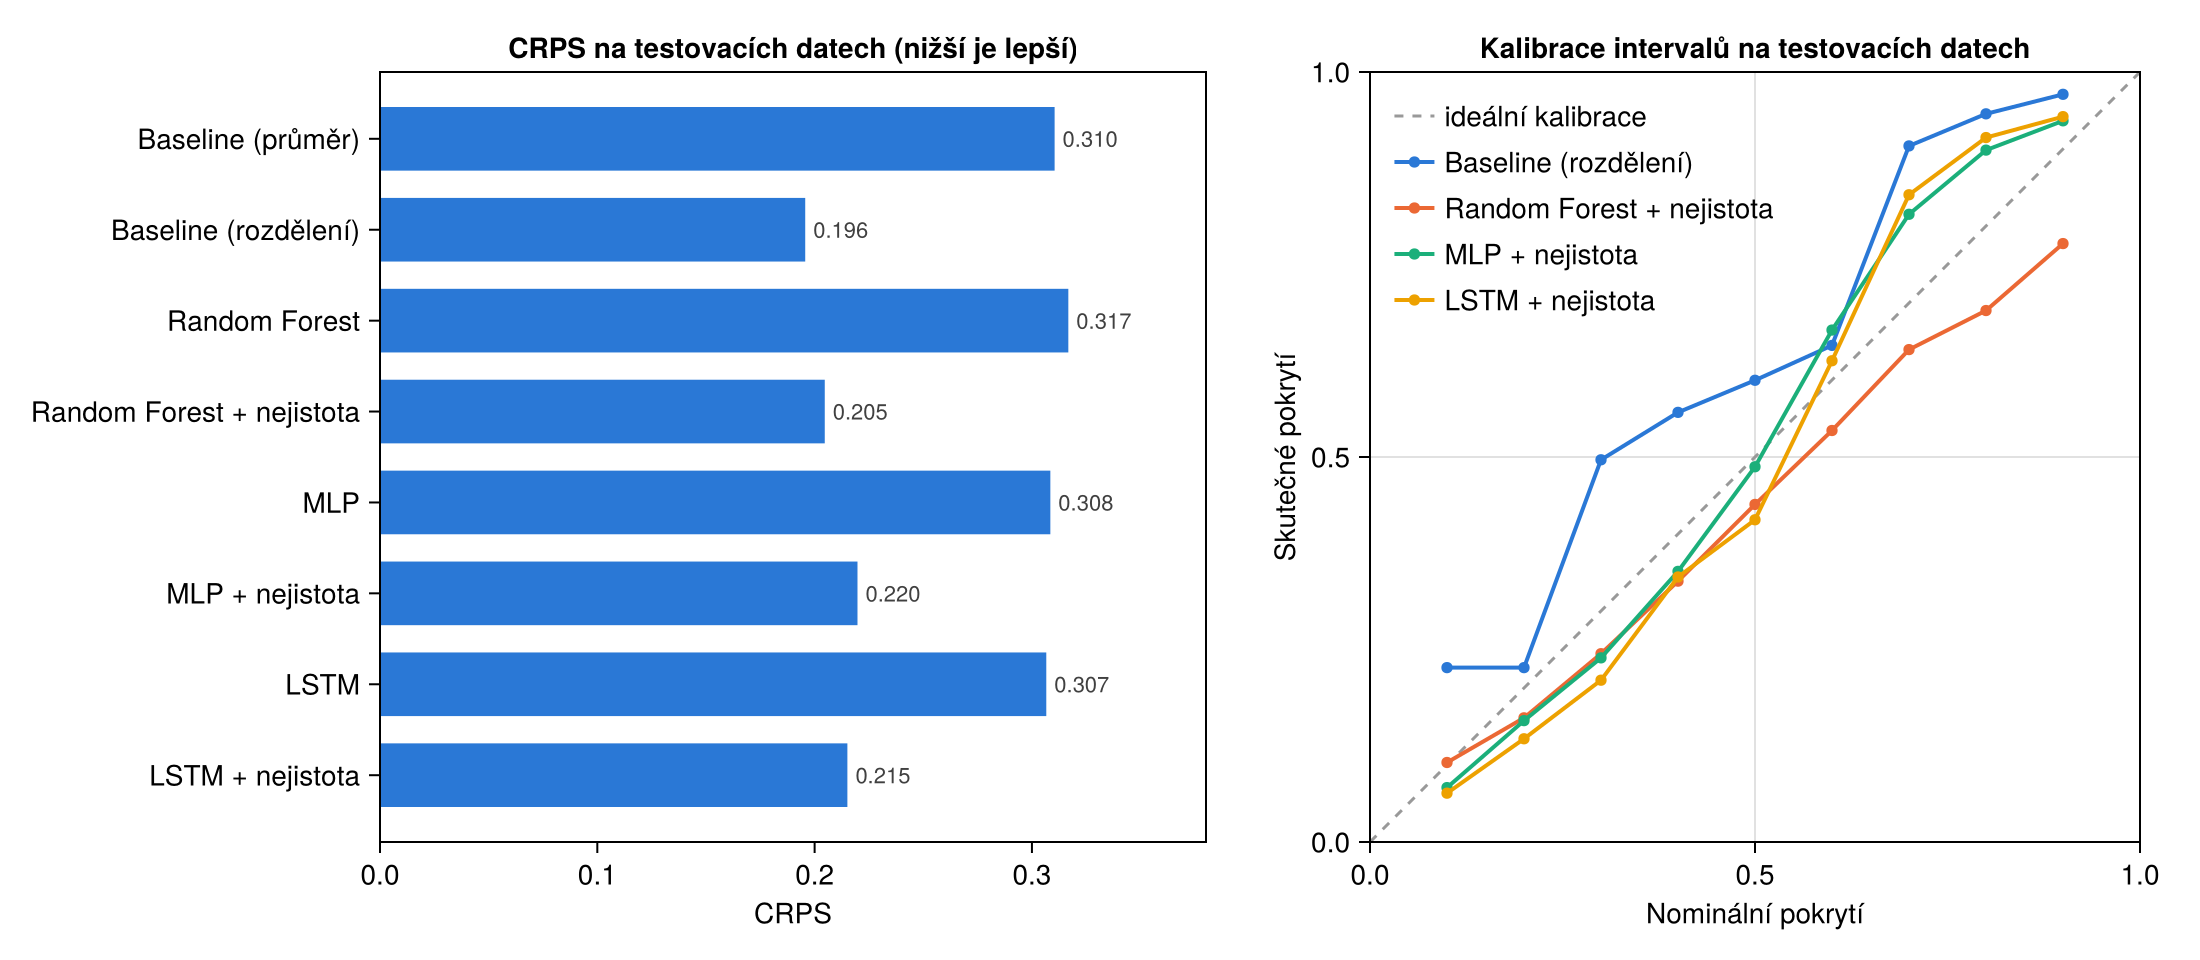 CRPS na testovacích datech (nižší je lepší)
Baseline (průměr)
0.310
Baseline (rozdělení)
0.196
Random Forest
0.317
Random Forest + nejistota
0.205
MLP
0.308
MLP + nejistota
0.220
LSTM
0.307
LSTM + nejistota
0.215
0.0
0.1
0.2
0.3
CRPS
Kalibrace intervalů na testovacích datech
ideální kalibrace
Baseline (rozdělení)
Random Forest + nejistota
MLP + nejistota
LSTM + nejistota
Skutečné pokrytí
1.0
0.5
0.0
0.0
0.5
1.0
Nominální pokrytí